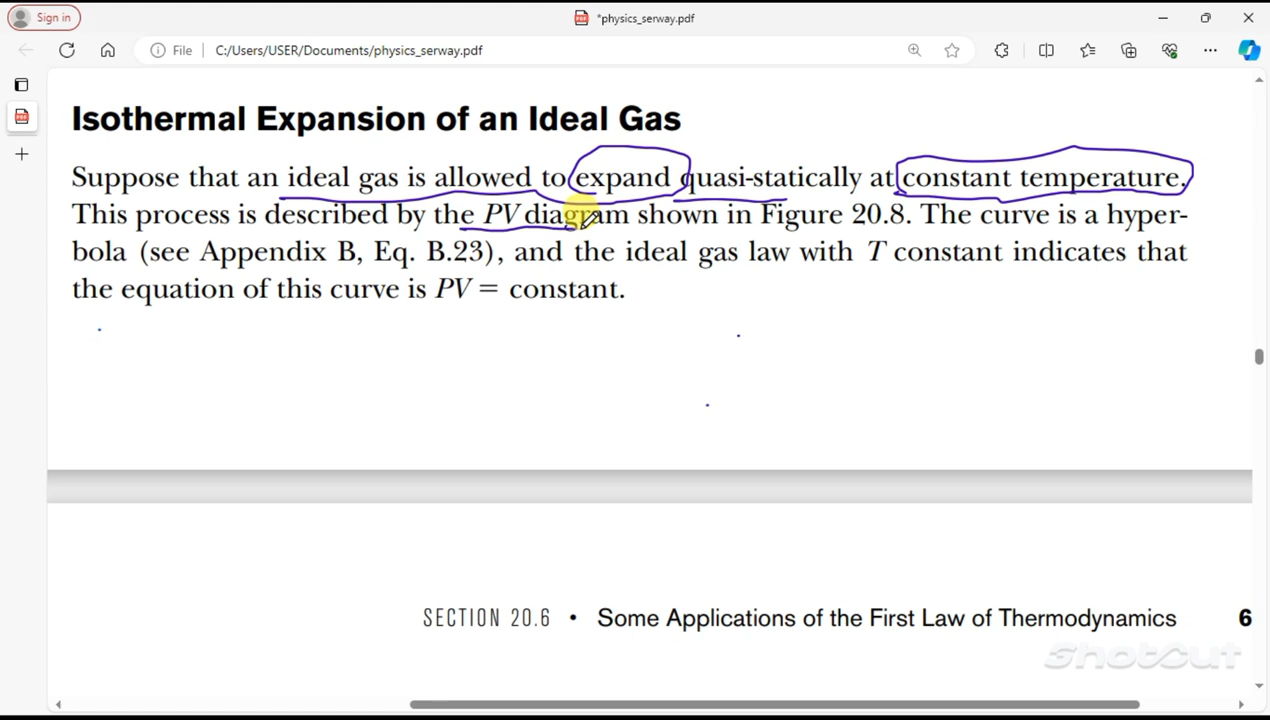 Sign in
*physics_serway.pdf
File
C:/Users/USER/Documents/physics_serway.pdf
Isothermal Expansion of an Ideal Gas
Suppose that an ideal gas is allowed to expand quasi-statically at constant temperature.
This process is described by the PV diagram shown in Figure 20.8. The curve is a hyper-
bola (see Appendix B, Eq. B.23), and the ideal gas law with T constant indicates that
the equation of this curve is PV = constant.
SECTION 20.6 • Some Applications of the First Law of Thermodynamics 6
Shotcut